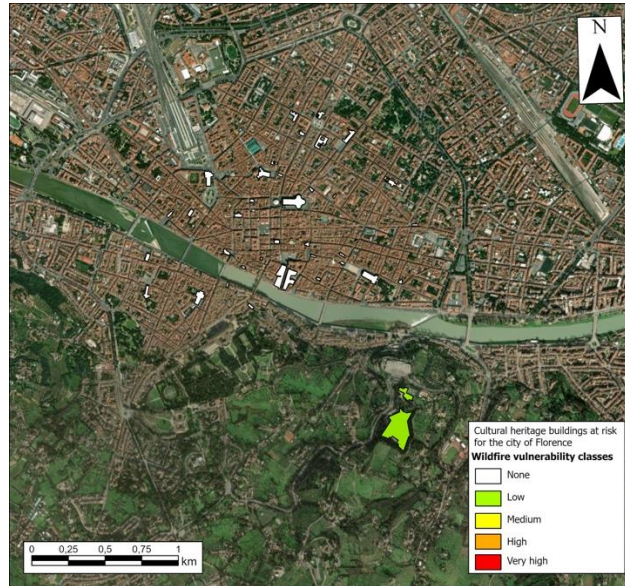 N
Cultural heritage buildings at risk
for the city of Florence
Wildfire vulnerability classes
None
Low
Medium
High
Very high
0 0,25 0,5 0,75 1
km